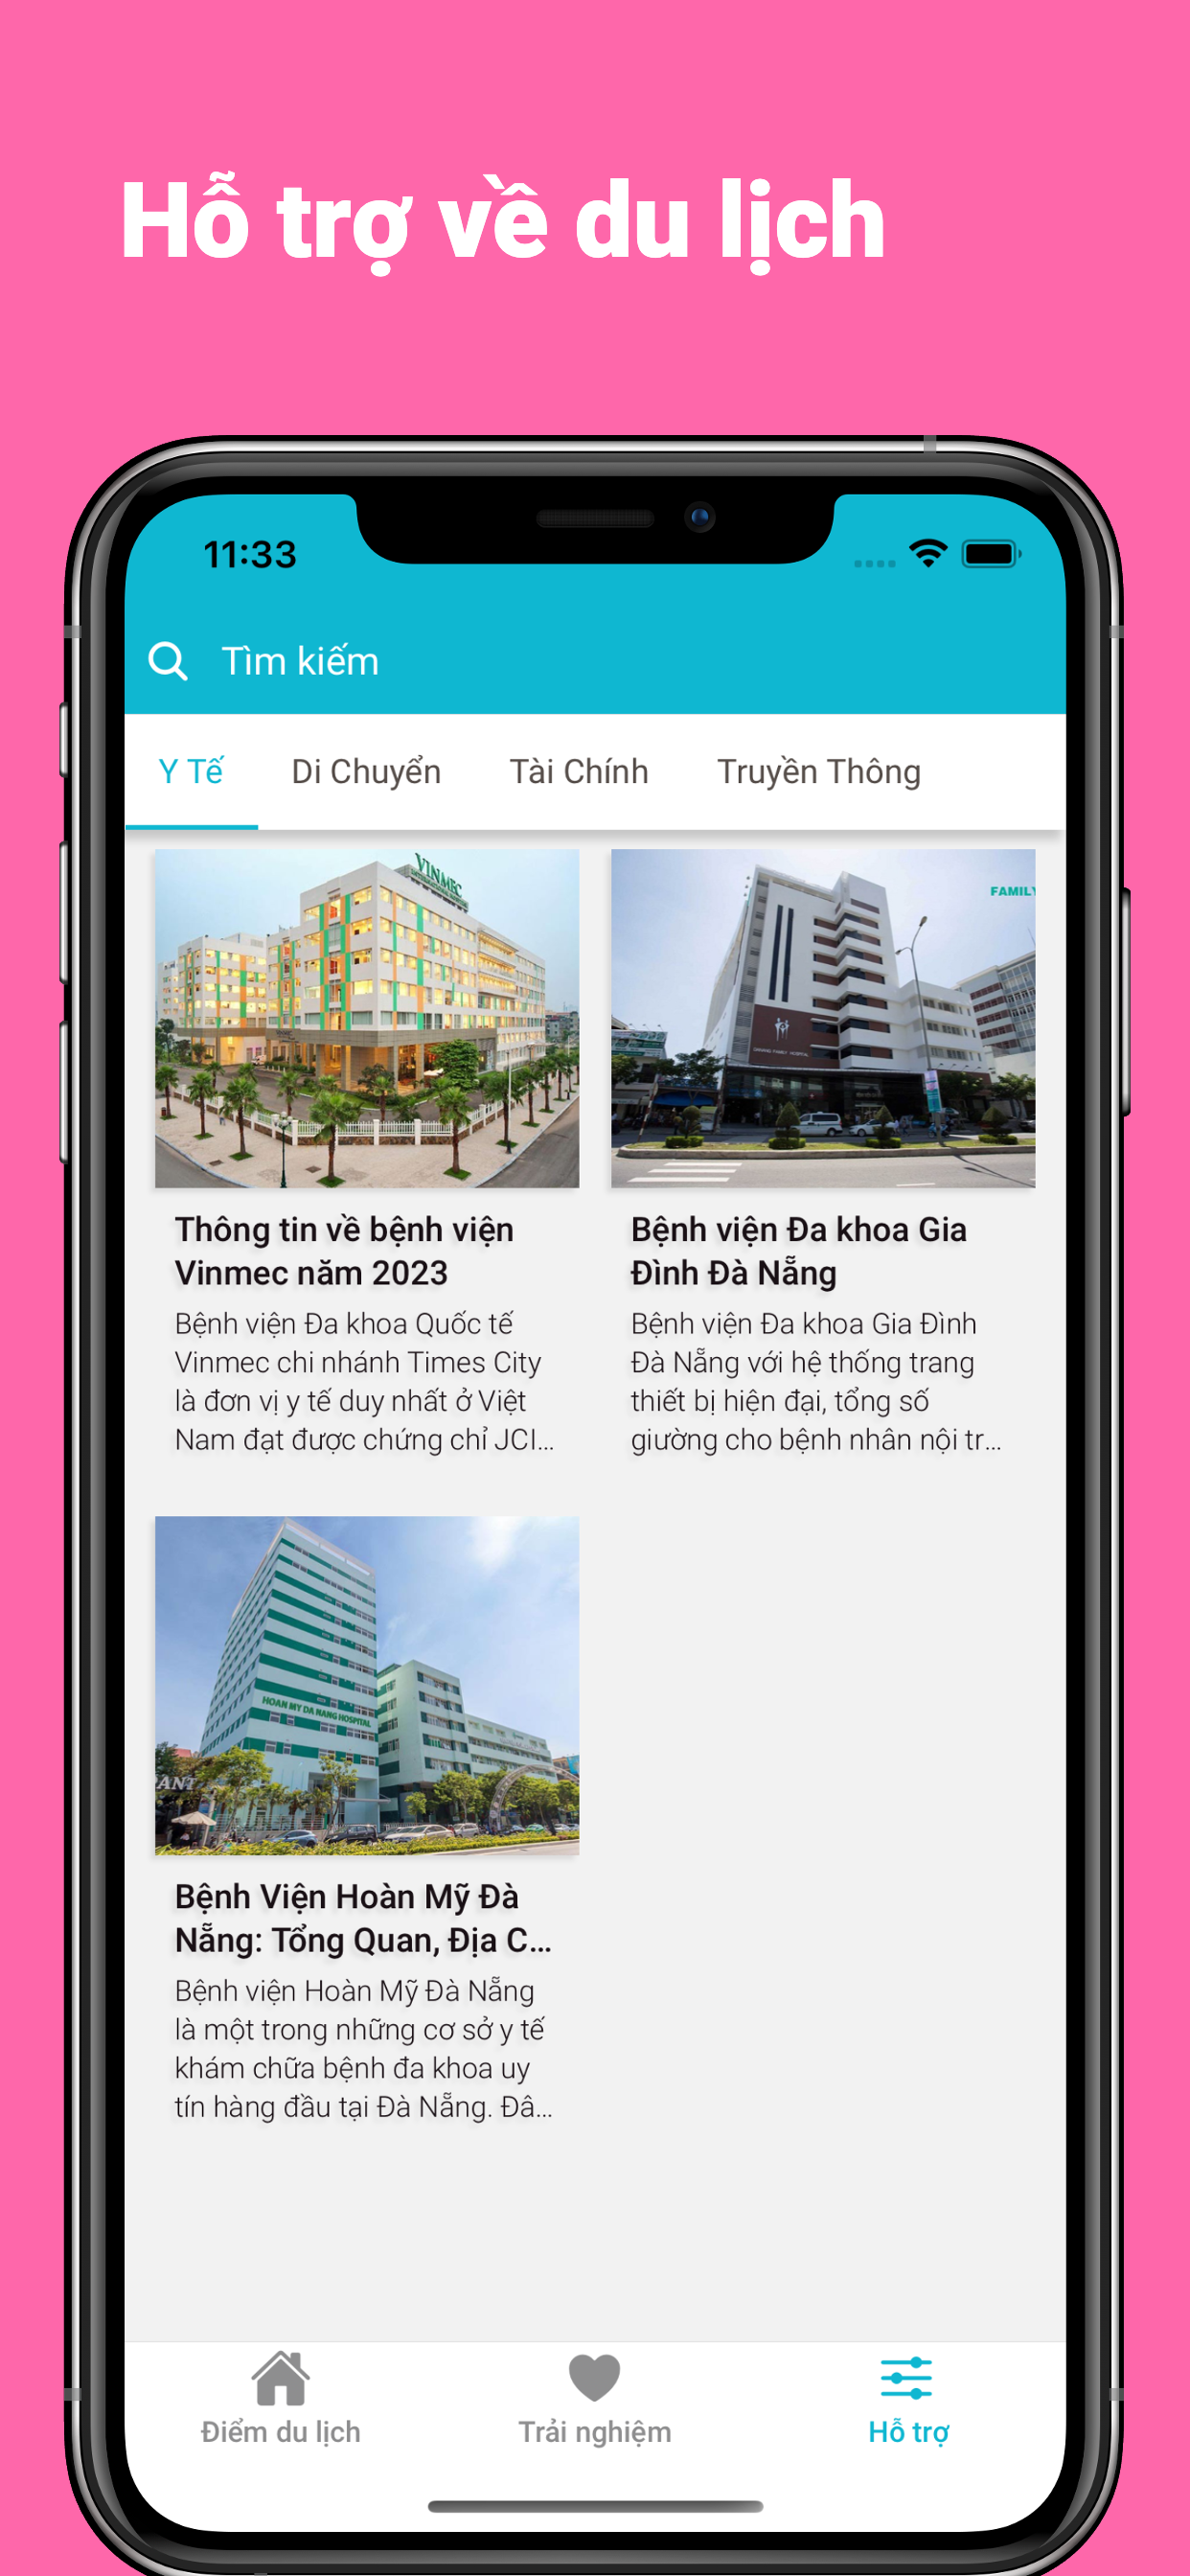 Hỗ trợ về du lịch
11:33
Tìm kiếm
Y Tế Di Chuyển Tài Chính Truyền Thông
VINMEC
FAMILY
DANANG FAMILY HOSPITAL
Thông tin về bệnh viện
Vinmec năm 2023
Bệnh viện Đa khoa Quốc tế
Vinmec chi nhánh Times City
là đơn vị y tế duy nhất ở Việt
Nam đạt được chứng chỉ JCI...
Bệnh viện Đa khoa Gia
Đình Đà Nẵng
Bệnh viện Đa khoa Gia Đình
Đà Nẵng với hệ thống trang
thiết bị hiện đại, tổng số
giường cho bệnh nhân nội tr...
HOAN MY DA NANG HOSPITAL
RANT
Bệnh Viện Hoàn Mỹ Đà
Nẵng: Tổng Quan, Địa C...
Bệnh viện Hoàn Mỹ Đà Nẵng
là một trong những cơ sở y tế
khám chữa bệnh đa khoa uy
tín hàng đầu tại Đà Nẵng. Đâ...
Điểm du lịch Trải nghiệm Hỗ trợ